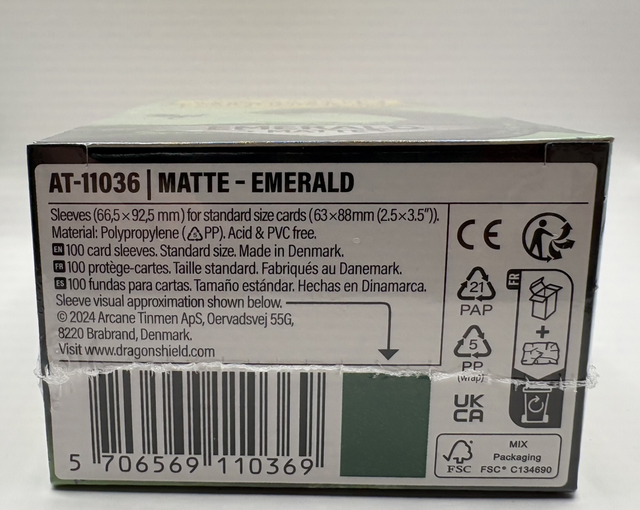 AT-11036 | MATTE - EMERALD
Sleeves (66,5 × 92,5 mm) for standard size cards (63 × 88mm (2.5 × 3.5”)).
Material: Polypropylene (PP). Acid & PVC free.
EN 100 card sleeves. Standard size. Made in Denmark.
FR 100 protège-cartes. Taille standard. Fabriqués au Danemark.
ES 100 fundas para cartas. Tamaño estándar. Hechas en Dinamarca.
Sleeve visual approximation shown below.
© 2024 Arcane Tinmen ApS, Oervadsvej 55G,
8220 Brabrand, Denmark.
Visit www.dragonshield.com
5 706569 110369
CE
21
PAP
5
PP
(wrap)
UK
CA
FR
+
FSC
MIX
Packaging
FSC® C134690